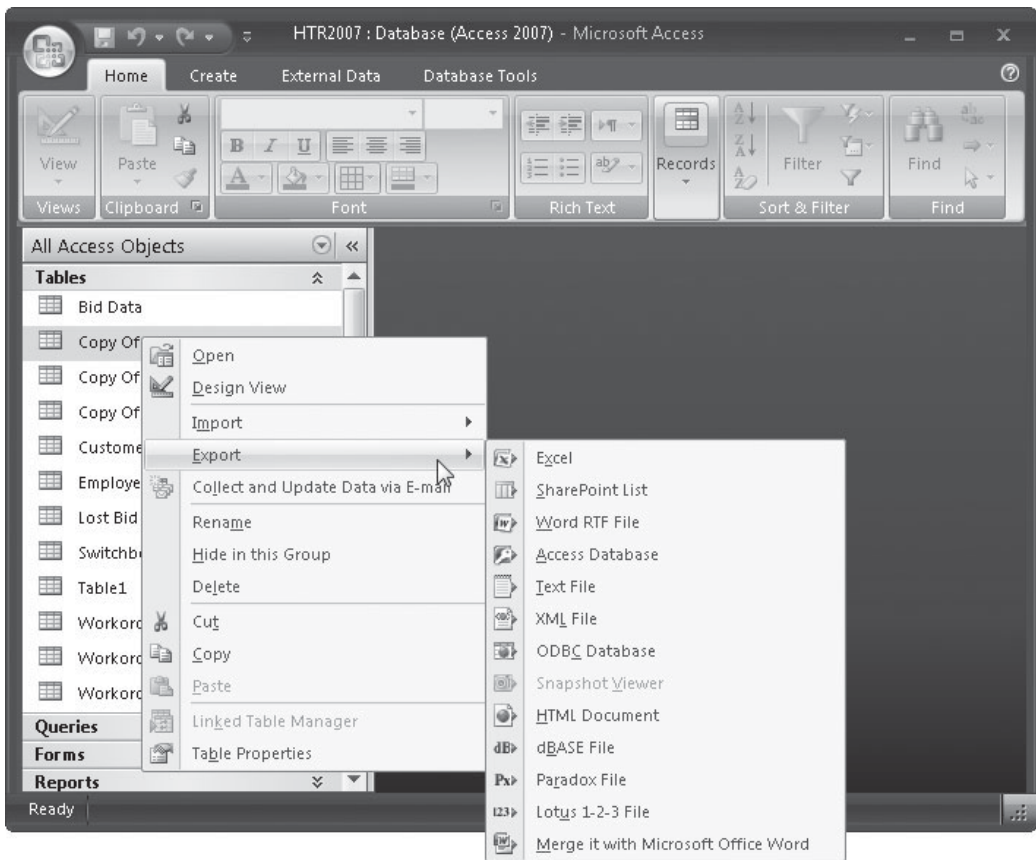 HTR2007 : Database (Access 2007) - Microsoft Access
Home Create External Data Database Tools
View Paste B I U Records Filter Find
Views Clipboard Font Rich Text Sort & Filter Find
All Access Objects
Tables
Bid Data
Copy Of
Copy Of
Copy Of
Custome
Employe
Lost Bid
Switchb
Table1
Workord
Workord
Workord
Queries
Forms
Reports
Ready
Open
Design View
Import
Export
Collect and Update Data via E-mail
Rename
Hide in this Group
Delete
Cut
Copy
Paste
Linked Table Manager
Table Properties
Excel
SharePoint List
Word RTF File
Access Database
Text File
XML File
ODBC Database
Snapshot Viewer
HTML Document
dB dBASE File
Px Paradox File
123 Lotus 1-2-3 File
Merge it with Microsoft Office Word